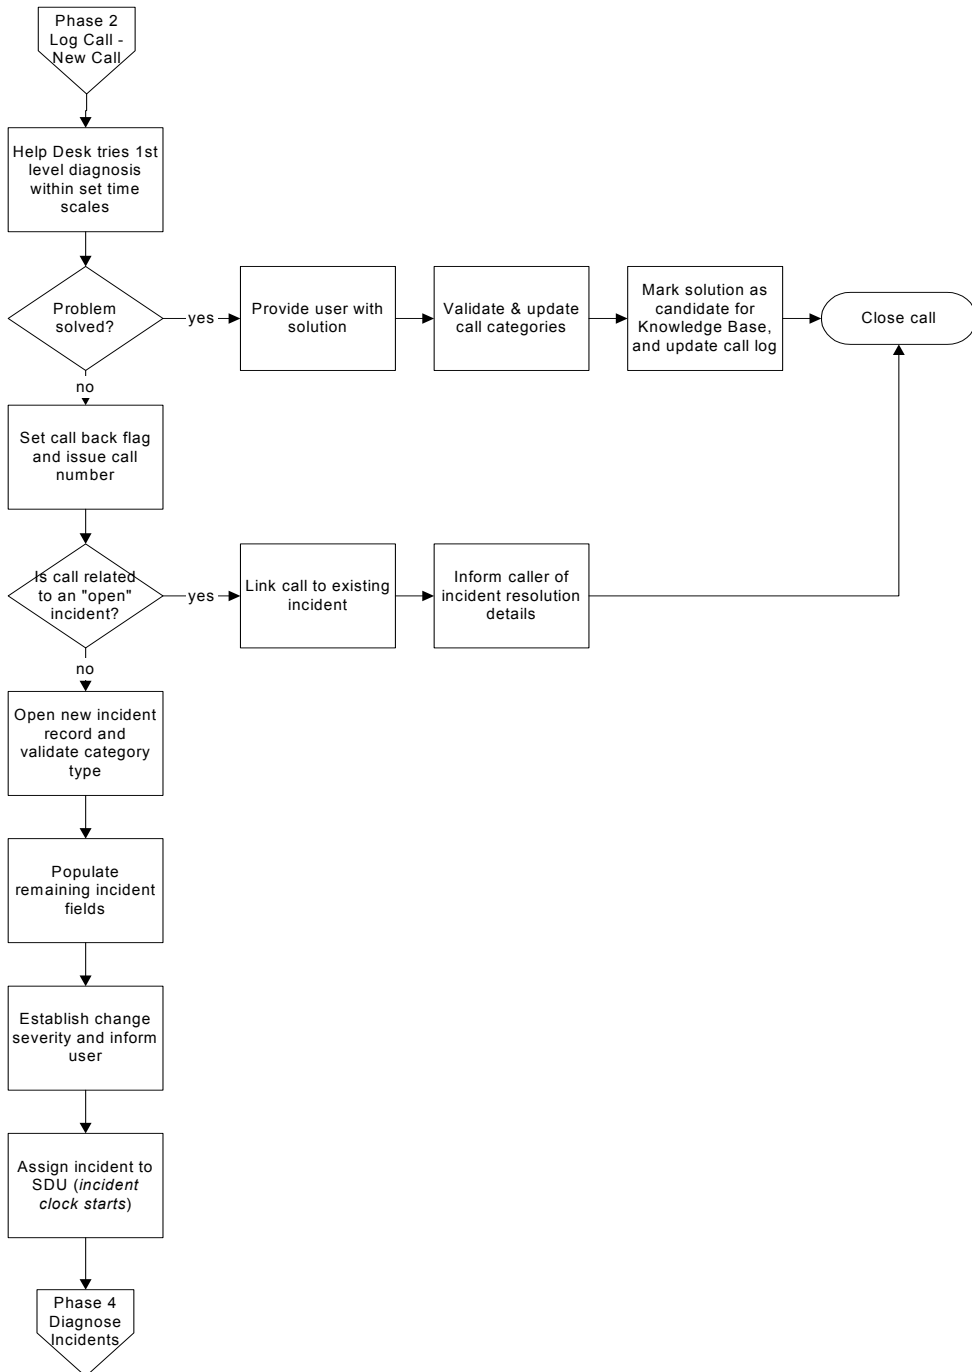 Phase 2
Log Call -
New Call
Help Desk tries 1st
level diagnosis
within set time
scales
Problem
solved?
yes
Provide user with
solution
Validate & update
call categories
Mark solution as
candidate for
Knowledge Base,
and update call log
Close call
no
Set call back flag
and issue call
number
Is call related
to an "open"
incident?
yes
Link call to existing
incident
Inform caller of
incident resolution
details
no
Open new incident
record and
validate category
type
Populate
remaining incident
fields
Establish change
severity and inform
user
Assign incident to
SDU (incident
clock starts)
Phase 4
Diagnose
Incidents